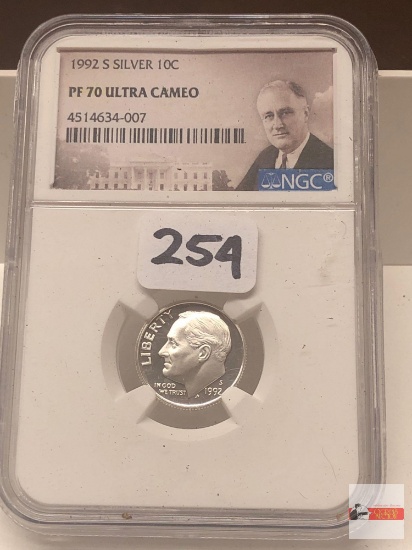 1992 S SILVER 10C
PF 70 ULTRA CAMEO
4514634-007
NGC®
254
LIBERTY
IN GOD
WE TRUST
S
1992